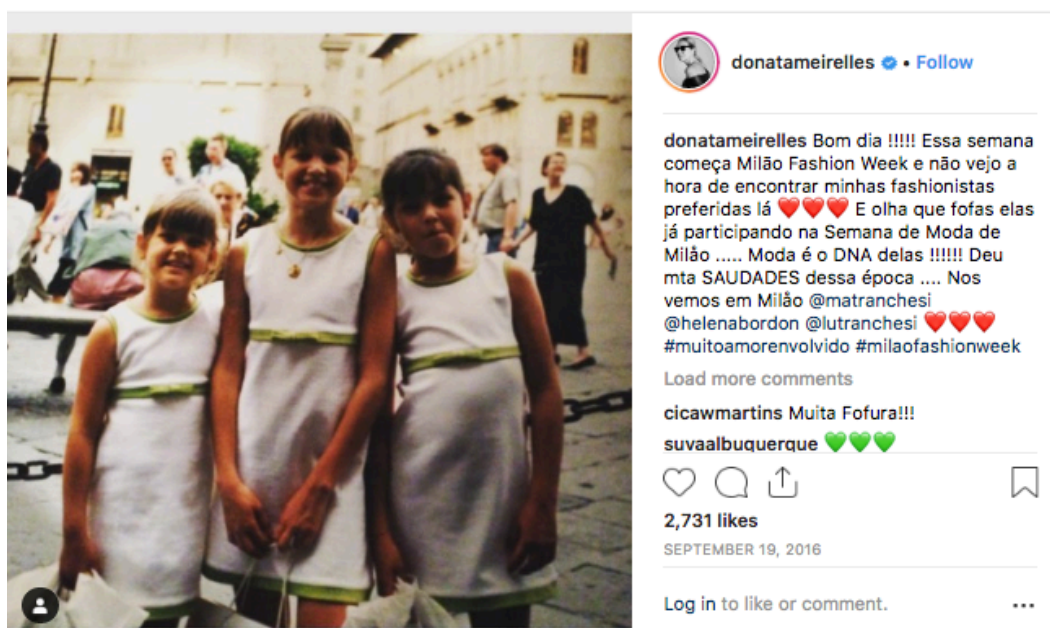 donatameirelles • Follow
donatameirelles Bom dia !!!!! Essa semana
começa Milão Fashion Week e não vejo a
hora de encontrar minhas fashionistas
preferidas lá ❤️❤️❤️ E olha que fofas elas
já participando na Semana de Moda de
Milåo ..... Moda é o DNA delas !!!!!! Deu
mta SAUDADES dessa época .... Nos
vemos em Milåo @matranchesi
@helenabordon @lutranchesi ❤️❤️❤️
#muitoamorenvolvido #milaofashionweek
Load more comments
cicawmartins Muita Fofura!!!
suvaalbuquerque 💚💚💚
2,731 likes
SEPTEMBER 19, 2016
Log in to like or comment.